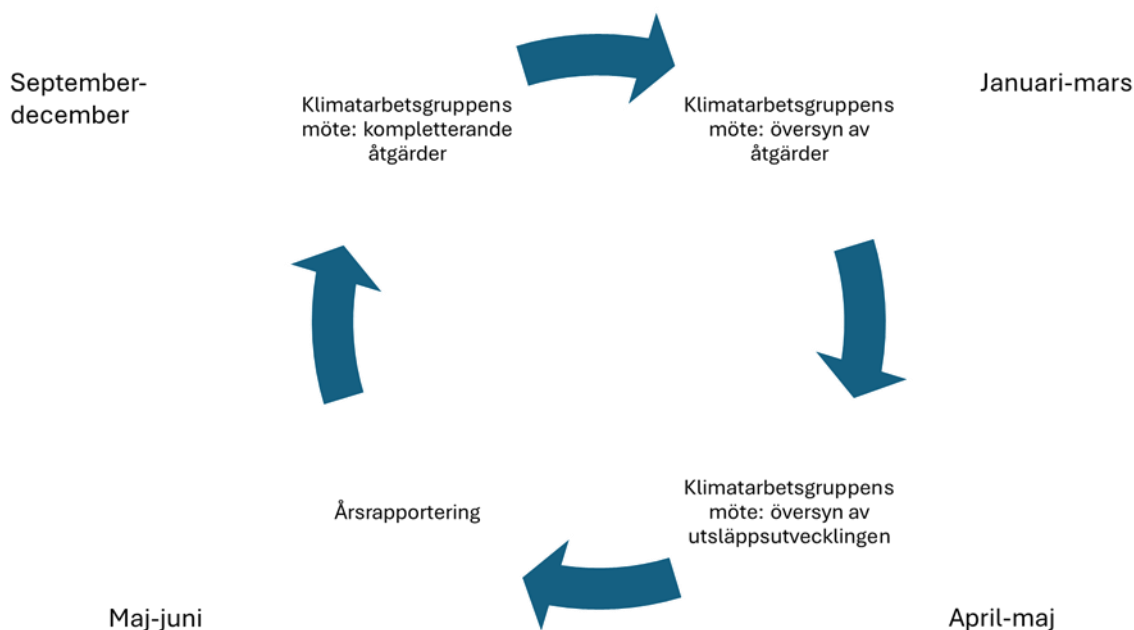 September-
december
Klimatarbetsgruppens
möte: kompletterande
åtgärder
Klimatarbetsgruppens
möte: översyn av
åtgärder
Januari-mars
Årsrapportering
Klimatarbetsgruppens
möte: översyn av
utsläppsutvecklingen
Maj-juni
April-maj